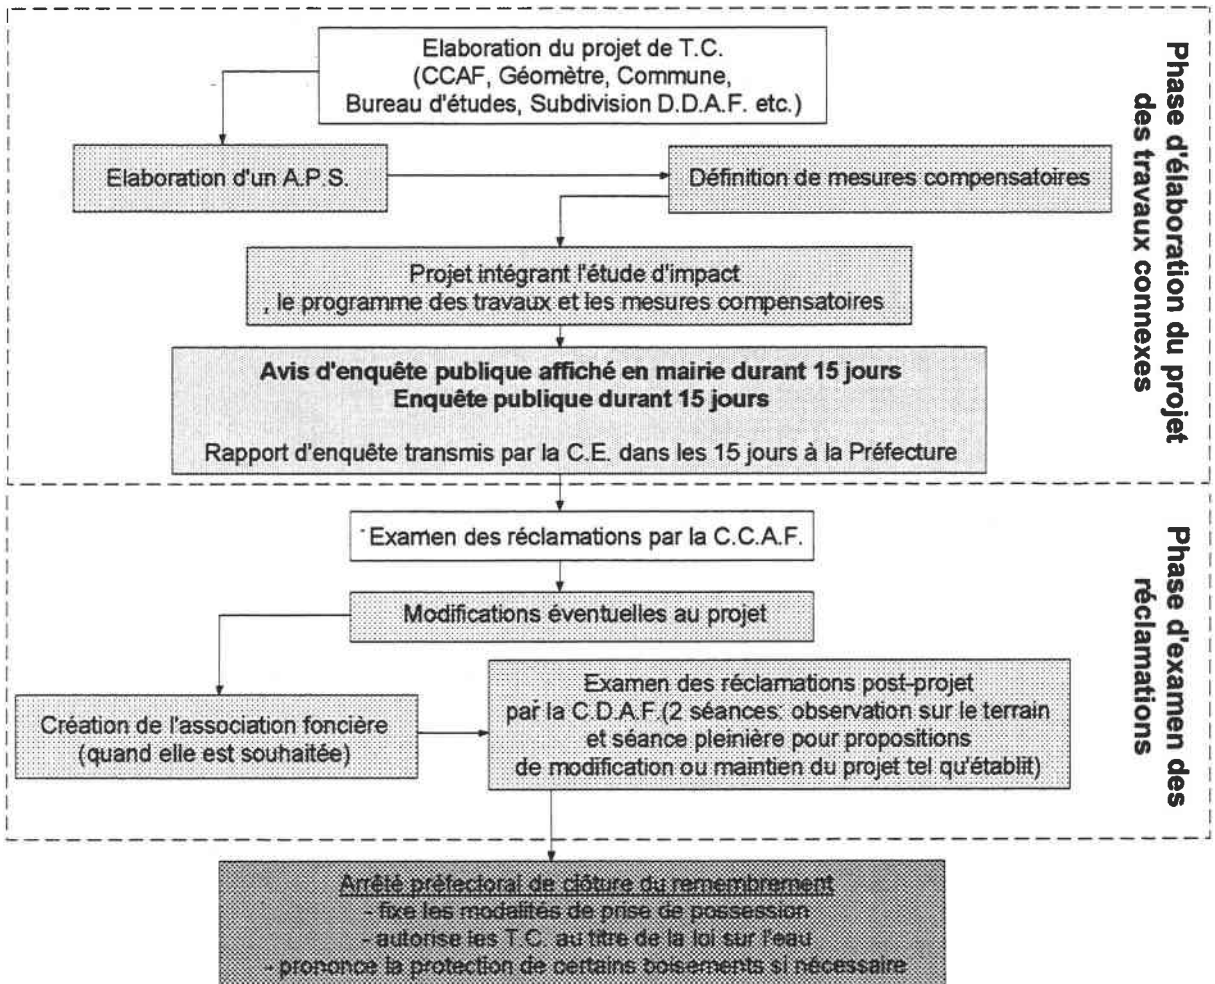 Elaboration du projet de T.C.
(CCAF, Géomètre, Commune,
Bureau d'études, Subdivision D.D.A.F. etc.)
Elaboration d'un A.P.S.
Définition de mesures compensatoires
Projet intégrant l'étude d'impact
, le programme des travaux et les mesures compensatoires
Avis d'enquête publique affiché en mairie durant 15 jours
Enquête publique durant 15 jours
Rapport d'enquête transmis par la C.E. dans les 15 jours à la Préfecture
Phase d'élaboration du projet
des travaux connexes
Examen des réclamations par la C.C.A.F.
Modifications éventuelles au projet
Création de l'association foncière
(quand elle est souhaitée)
Examen des réclamations post-projet
par la C.D.A.F.(2 séances: observation sur le terrain
et séance pleinière pour propositions
de modification ou maintien du projet tel qu'établit)
Phase d'examen des
réclamations
Arrêté préfectoral de clôture du remembrement
- fixe les modalités de prise de possession
- autorise les T.C. au titre de la loi sur l'eau
- prononce la protection de certains boisements si nécessaire